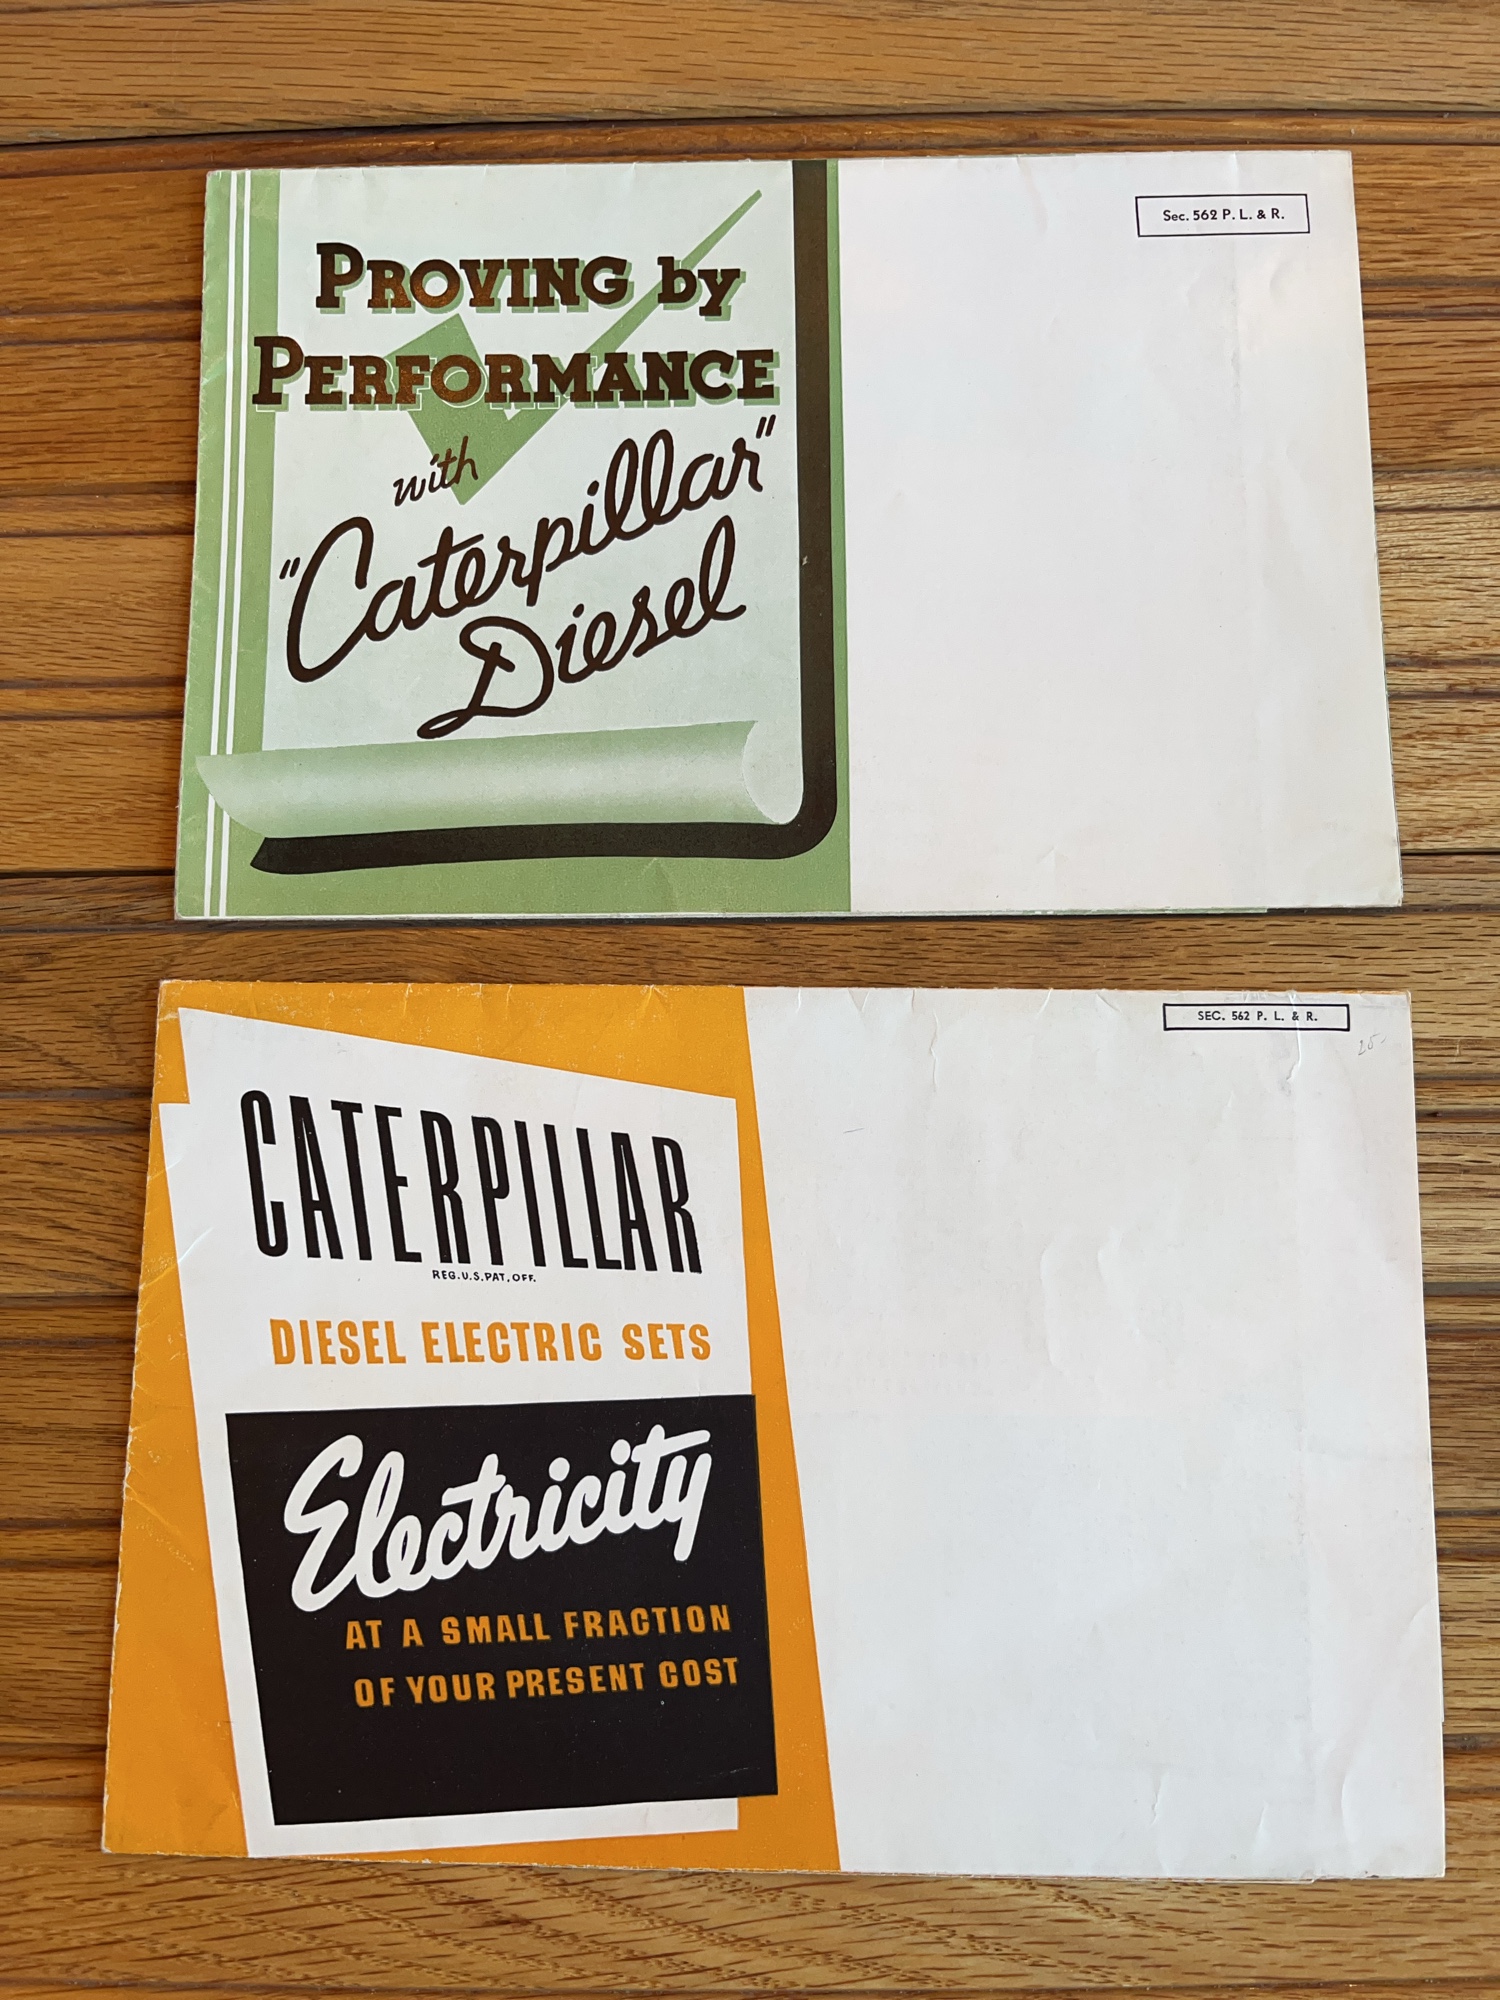 PROVING by
PERFORMANCE
with
"Caterpillar"
Diesel
Sec. 562 P. L. & R.
CATERPILLAR
REG. U.S. PAT. OFF.
DIESEL ELECTRIC SETS
Electricity
AT A SMALL FRACTION
OF YOUR PRESENT COST
SEC. 562 P. L. & R.
25-